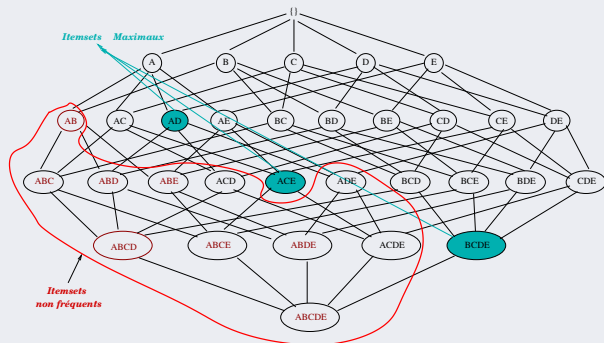 {}
Itemsets Maximaux
A B C D E
AB AC AD AE BC BD BE CD CE DE
ABC ABD ABE ACD ACE ADE BCD BCE BDE CDE
ABCD ABCE ABDE ACDE BCDE
Itemsets
non fréquents
ABCDE